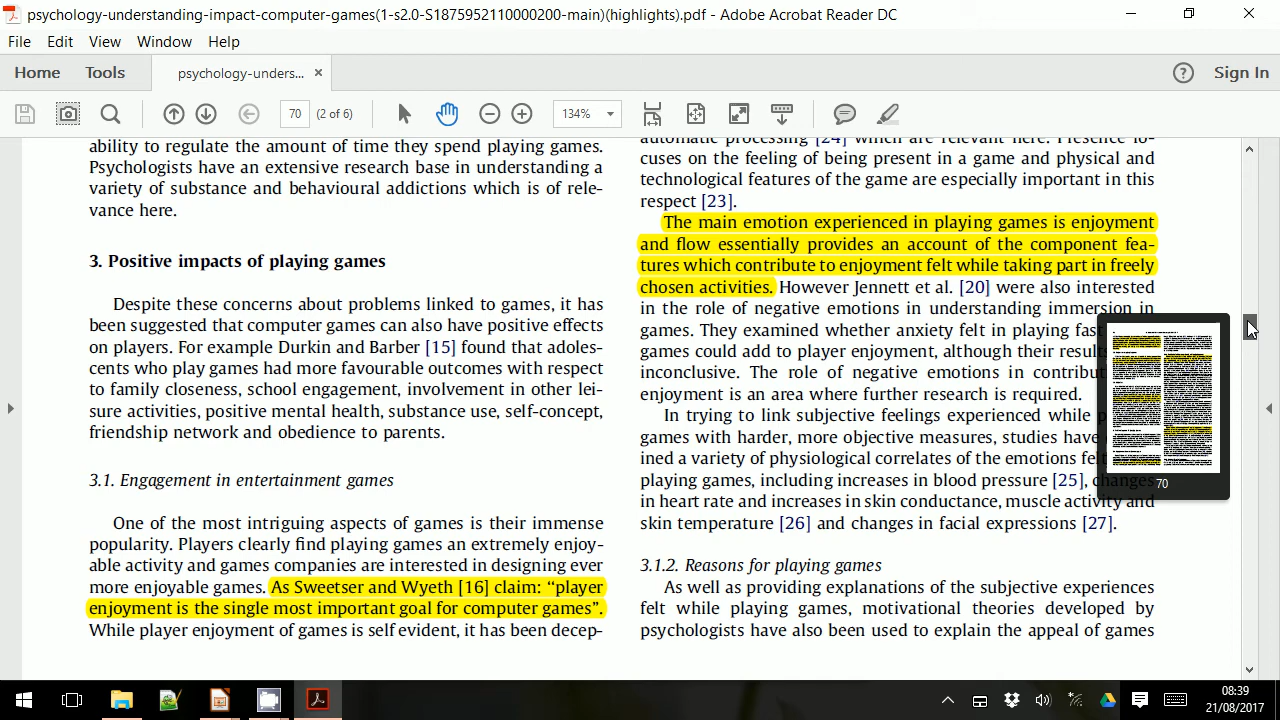 psychology-understanding-impact-computer-games(1-s2.0-S1875952110000200-main)(highlights).pdf - Adobe Acrobat Reader DC
File Edit View Window Help
Home Tools psychology-unders... × ? Sign In
70 (2 of 6) 134%
ability to regulate the amount of time they spend playing games.
Psychologists have an extensive research base in understanding a
variety of substance and behavioural addictions which is of rele-
vance here.
3. Positive impacts of playing games
Despite these concerns about problems linked to games, it has
been suggested that computer games can also have positive effects
on players. For example Durkin and Barber [15] found that adoles-
cents who play games had more favourable outcomes with respect
to family closeness, school engagement, involvement in other lei-
sure activities, positive mental health, substance use, self-concept,
friendship network and obedience to parents.
3.1. Engagement in entertainment games
One of the most intriguing aspects of games is their immense
popularity. Players clearly find playing games an extremely enjoy-
able activity and games companies are interested in designing ever
more enjoyable games. As Sweetser and Wyeth [16] claim: “player
enjoyment is the single most important goal for computer games”.
While player enjoyment of games is self evident, it has been decep-
automatic processing [24] which are relevant here. Presence fo-
cuses on the feeling of being present in a game and physical and
technological features of the game are especially important in this
respect [23].
The main emotion experienced in playing games is enjoyment
and flow essentially provides an account of the component fea-
tures which contribute to enjoyment felt while taking part in freely
chosen activities. However Jennett et al. [20] were also interested
in the role of negative emotions in understanding immersion in
games. They examined whether anxiety felt in playing fast
games could add to player enjoyment, although their result
inconclusive. The role of negative emotions in contribut
enjoyment is an area where further research is required.
In trying to link subjective feelings experienced while p
games with harder, more objective measures, studies have
ined a variety of physiological correlates of the emotions felt
playing games, including increases in blood pressure [25], changes
in heart rate and increases in skin conductance, muscle activity and
skin temperature [26] and changes in facial expressions [27].
3.1.2. Reasons for playing games
As well as providing explanations of the subjective experiences
felt while playing games, motivational theories developed by
psychologists have also been used to explain the appeal of games
70
08:39
21/08/2017